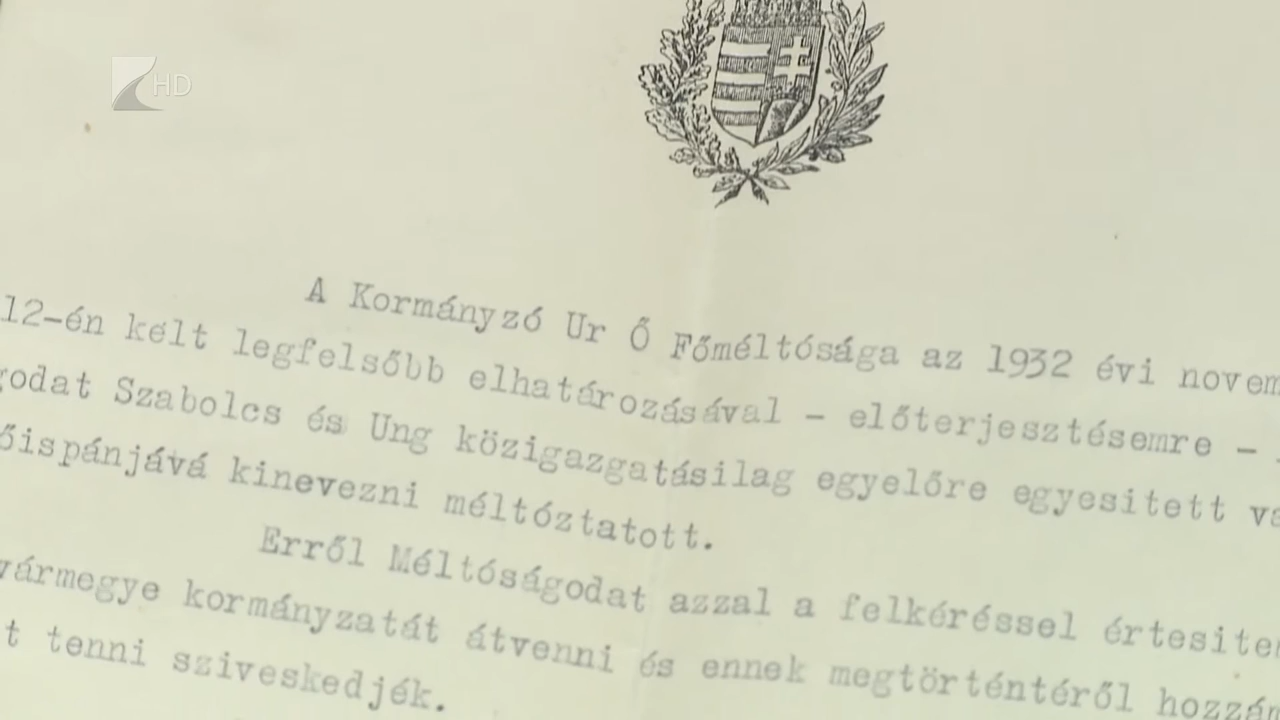 HD
A Kormányzó Ur Ő Főméltósága az 1932 évi novem
12-én kelt legfelsőbb elhatározásával - előterjesztésemre -
godat Szabolcs és Ung közigazgatásilag egyelőre egyesitett vá
őispánjává kinevezni méltóztatott.
Erről Méltóságodat azzal a felkéréssel értesitem
vármegye kormányzatát átvenni és ennek megtörténtéről hozzám
t tenni sziveskedjék.